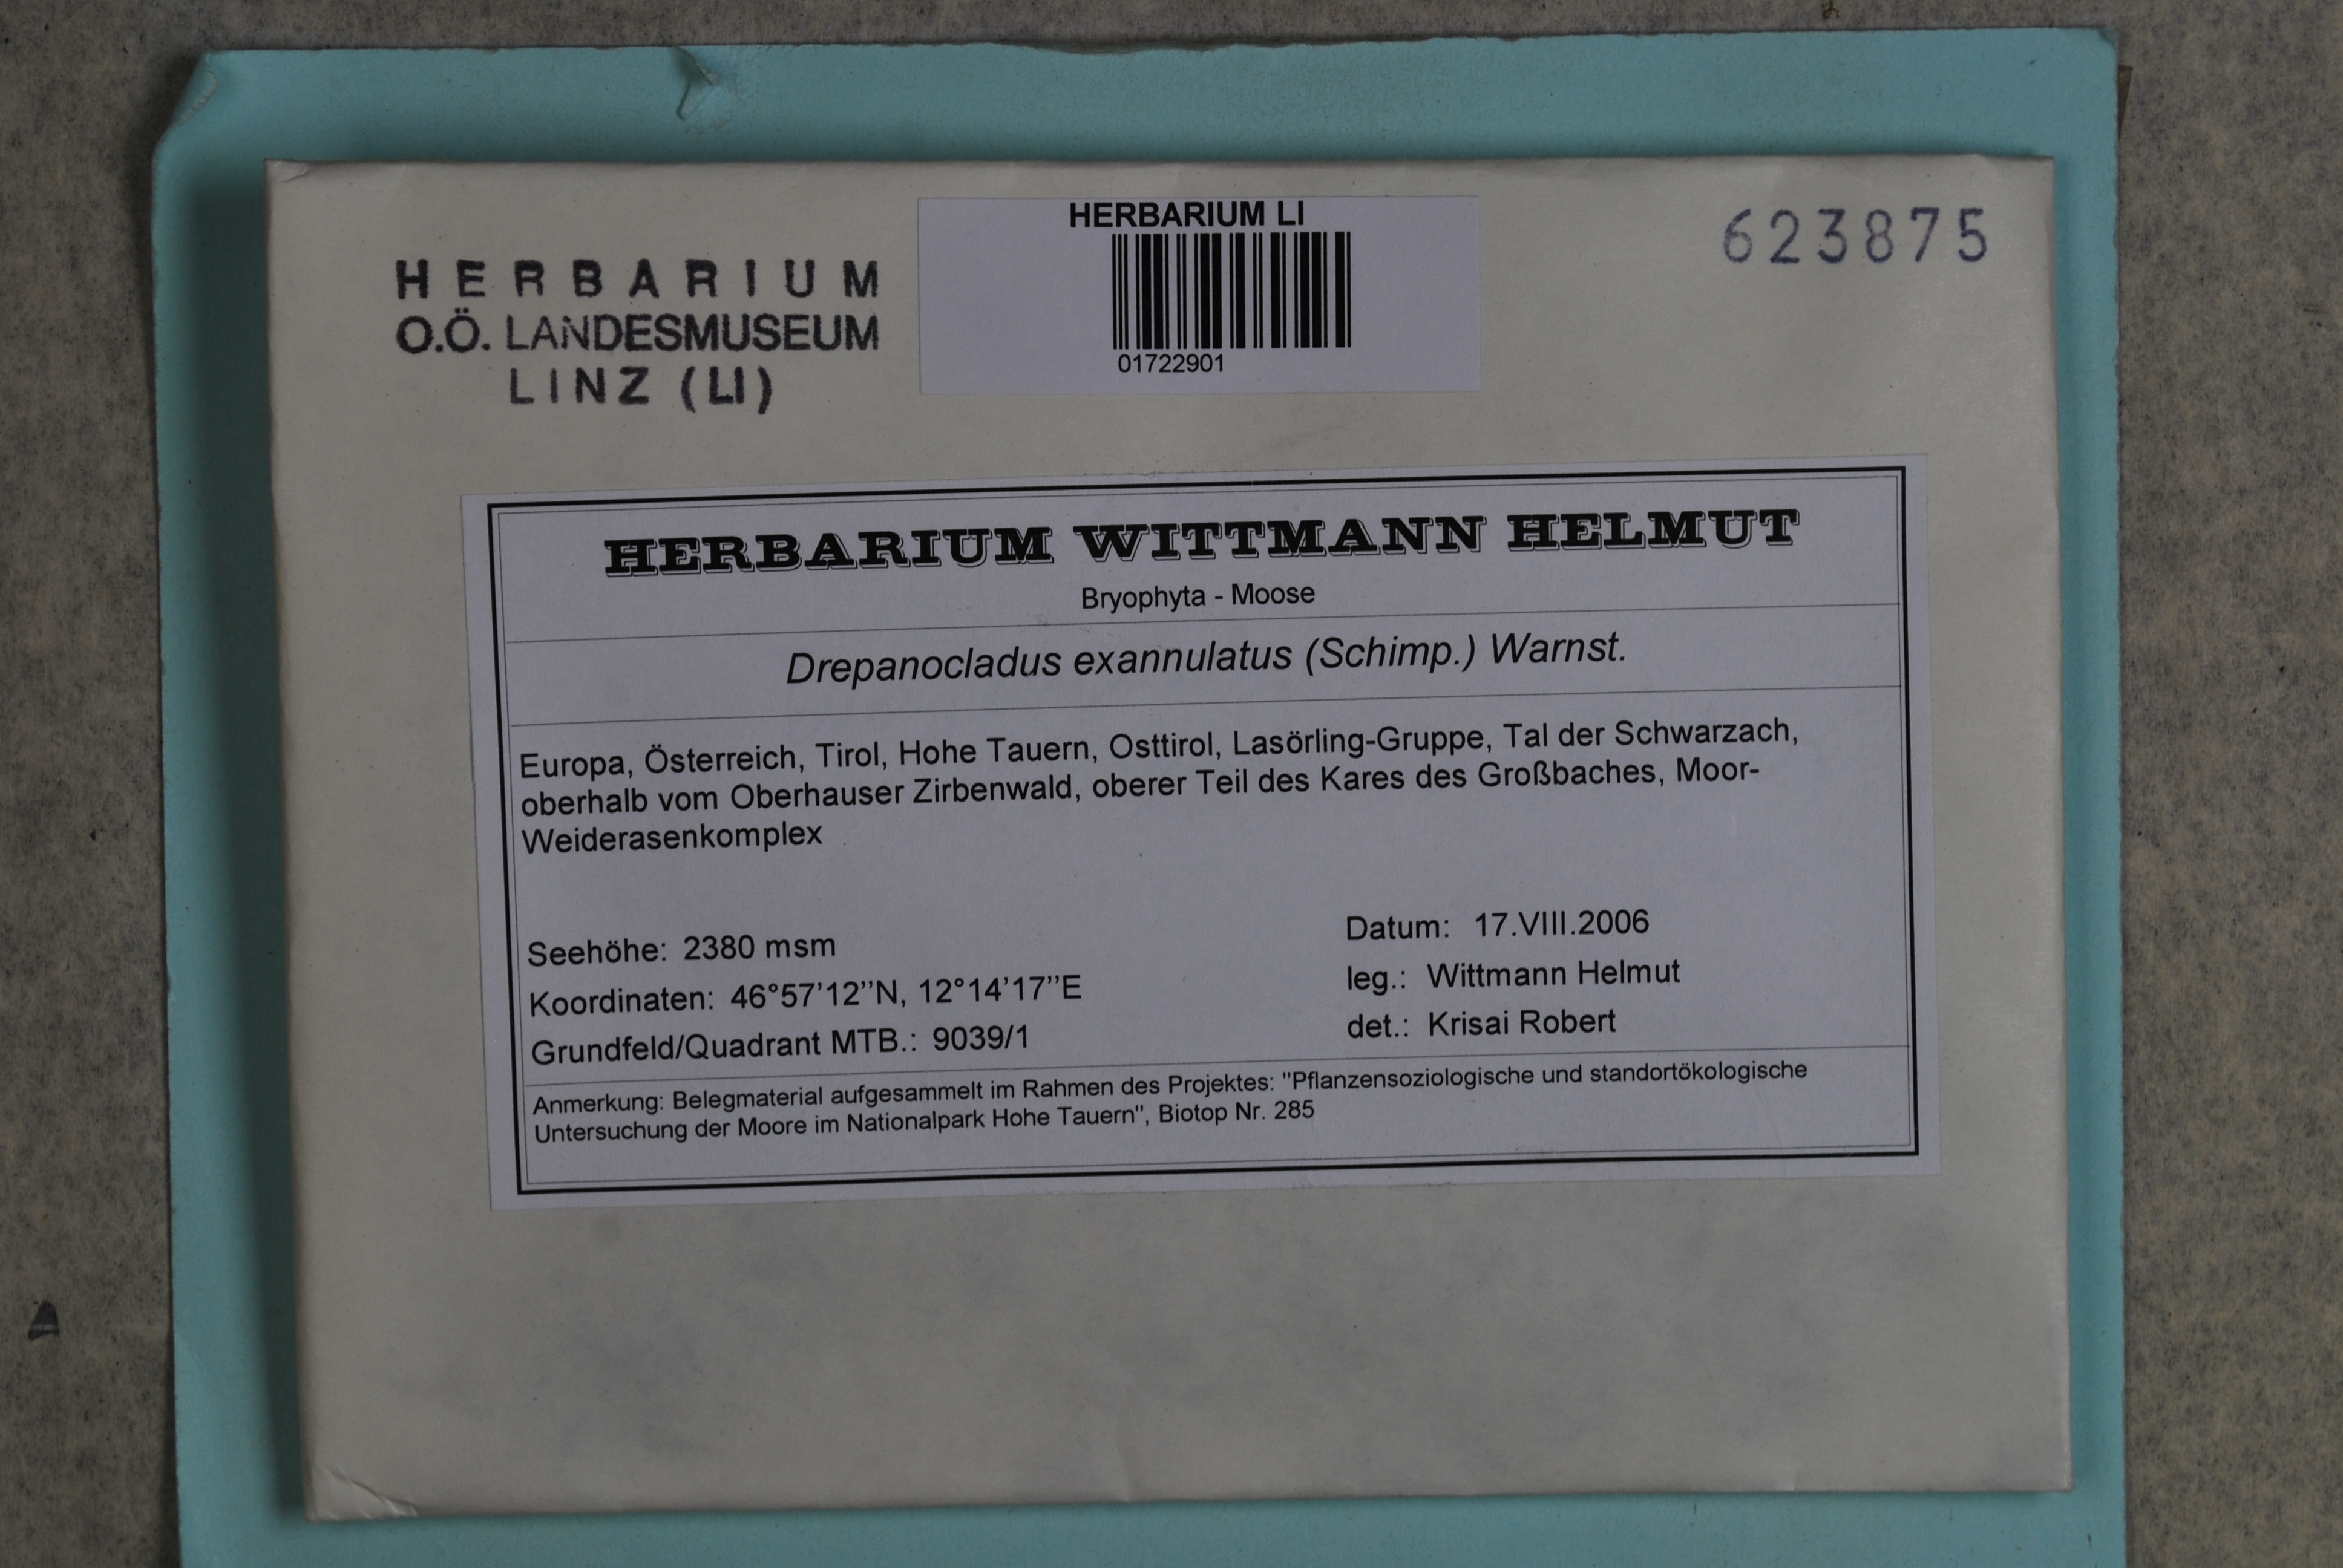 HERBARIUM
O.Ö. LANDESMUSEUM
LINZ (LI)
HERBARIUM LI
01722901
623875
HERBARIUM WITTMANN HELMUT
Bryophyta - Moose
Drepanocladus exannulatus (Schimp.) Warnst.
Europa, Österreich, Tirol, Hohe Tauern, Osttirol, Lasörling-Gruppe, Tal der Schwarzach,
oberhalb vom Oberhauser Zirbenwald, oberer Teil des Kares des Großbaches, Moor-
Weiderasenkomplex
Seehöhe: 2380 msm
Koordinaten: 46°57’12’’N, 12°14’17’’E
Grundfeld/Quadrant MTB.: 9039/1
Datum: 17.VIII.2006
leg.: Wittmann Helmut
det.: Krisai Robert
Anmerkung: Belegmaterial aufgesammelt im Rahmen des Projektes: "Pflanzensoziologische und standortökologische
Untersuchung der Moore im Nationalpark Hohe Tauern", Biotop Nr. 285